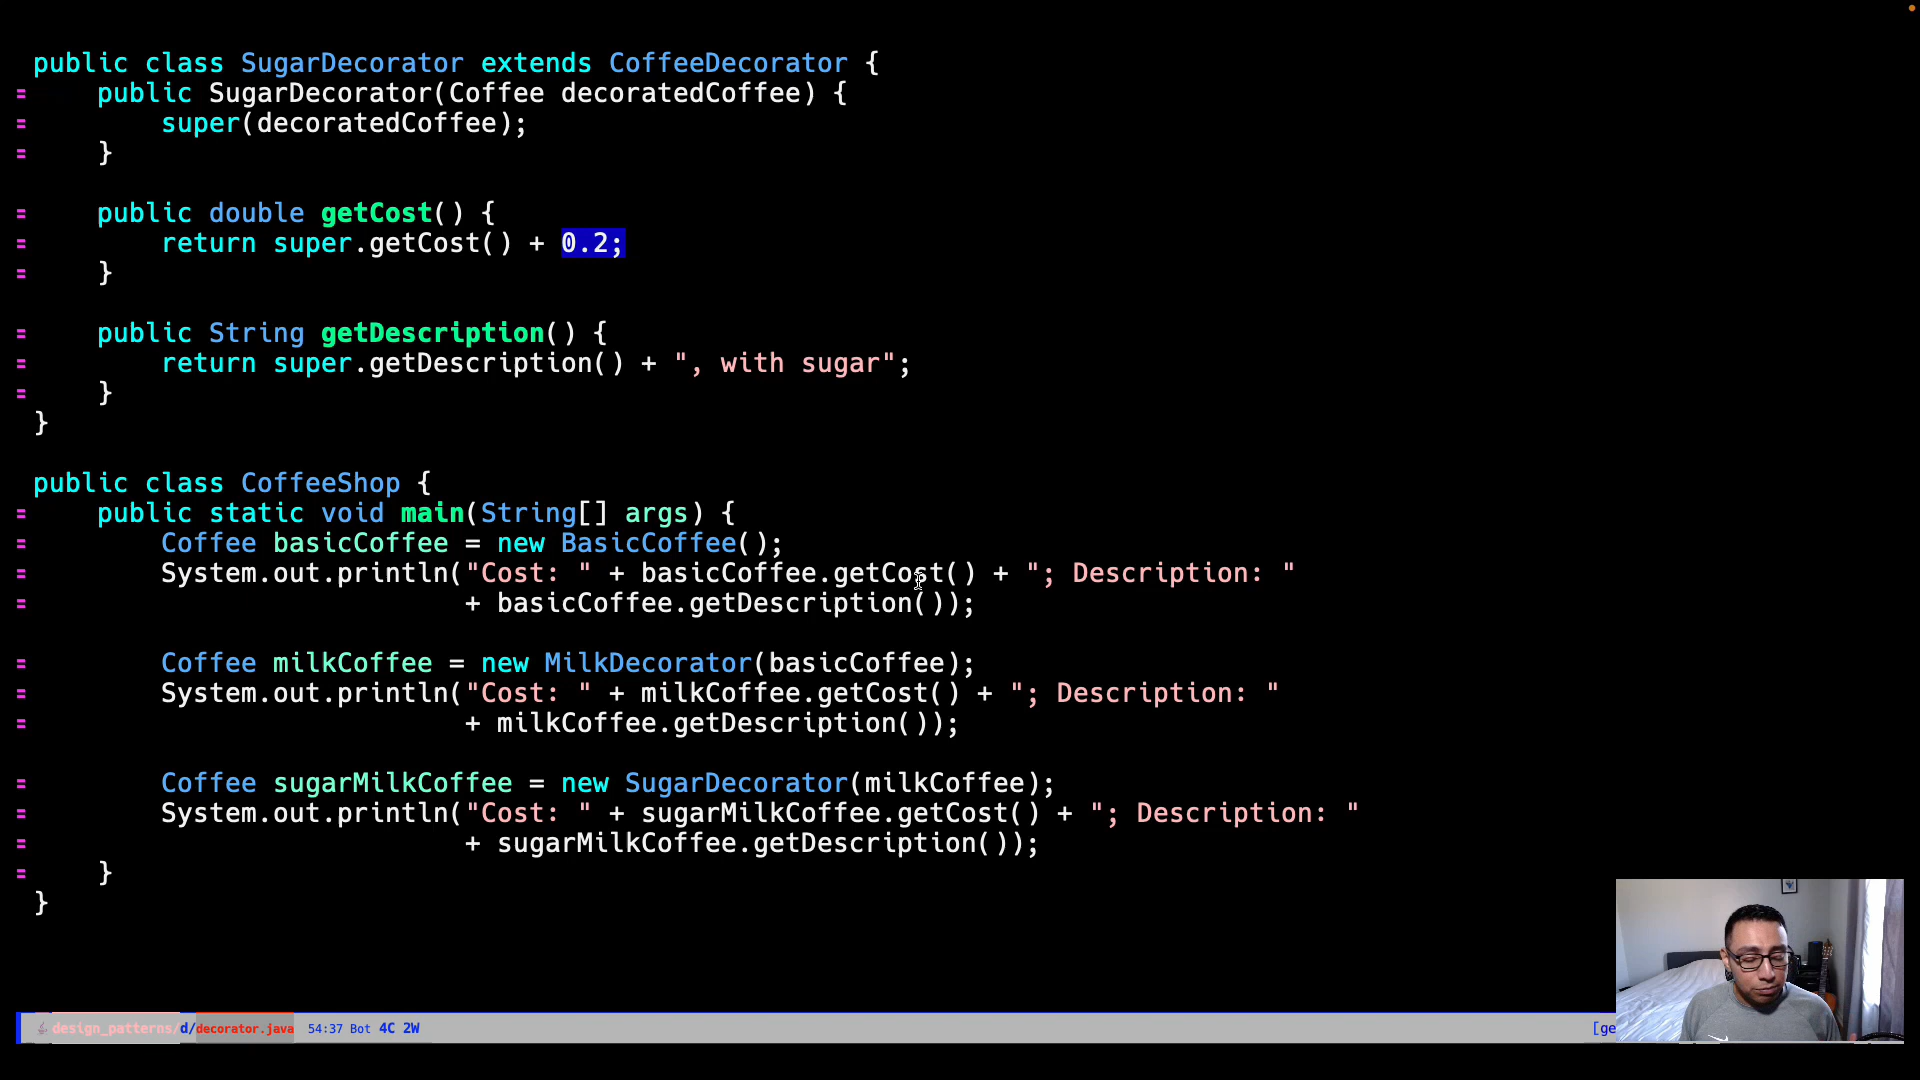 public class SugarDecorator extends CoffeeDecorator {
=    public SugarDecorator(Coffee decoratedCoffee) {
=        super(decoratedCoffee);
=    }
=    public double getCost() {
=        return super.getCost() + 0.2;
=    }
=    public String getDescription() {
=        return super.getDescription() + ", with sugar";
=    }
}
public class CoffeeShop {
=    public static void main(String[] args) {
=        Coffee basicCoffee = new BasicCoffee();
=        System.out.println("Cost: " + basicCoffee.getCost() + "; Description: "
=                           + basicCoffee.getDescription());
=        Coffee milkCoffee = new MilkDecorator(basicCoffee);
=        System.out.println("Cost: " + milkCoffee.getCost() + "; Description: "
=                           + milkCoffee.getDescription());
=        Coffee sugarMilkCoffee = new SugarDecorator(milkCoffee);
=        System.out.println("Cost: " + sugarMilkCoffee.getCost() + "; Description: "
=                           + sugarMilkCoffee.getDescription());
=    }
}
design_patterns/d/decorator.java 54:37 Bot 4C 2W [ge